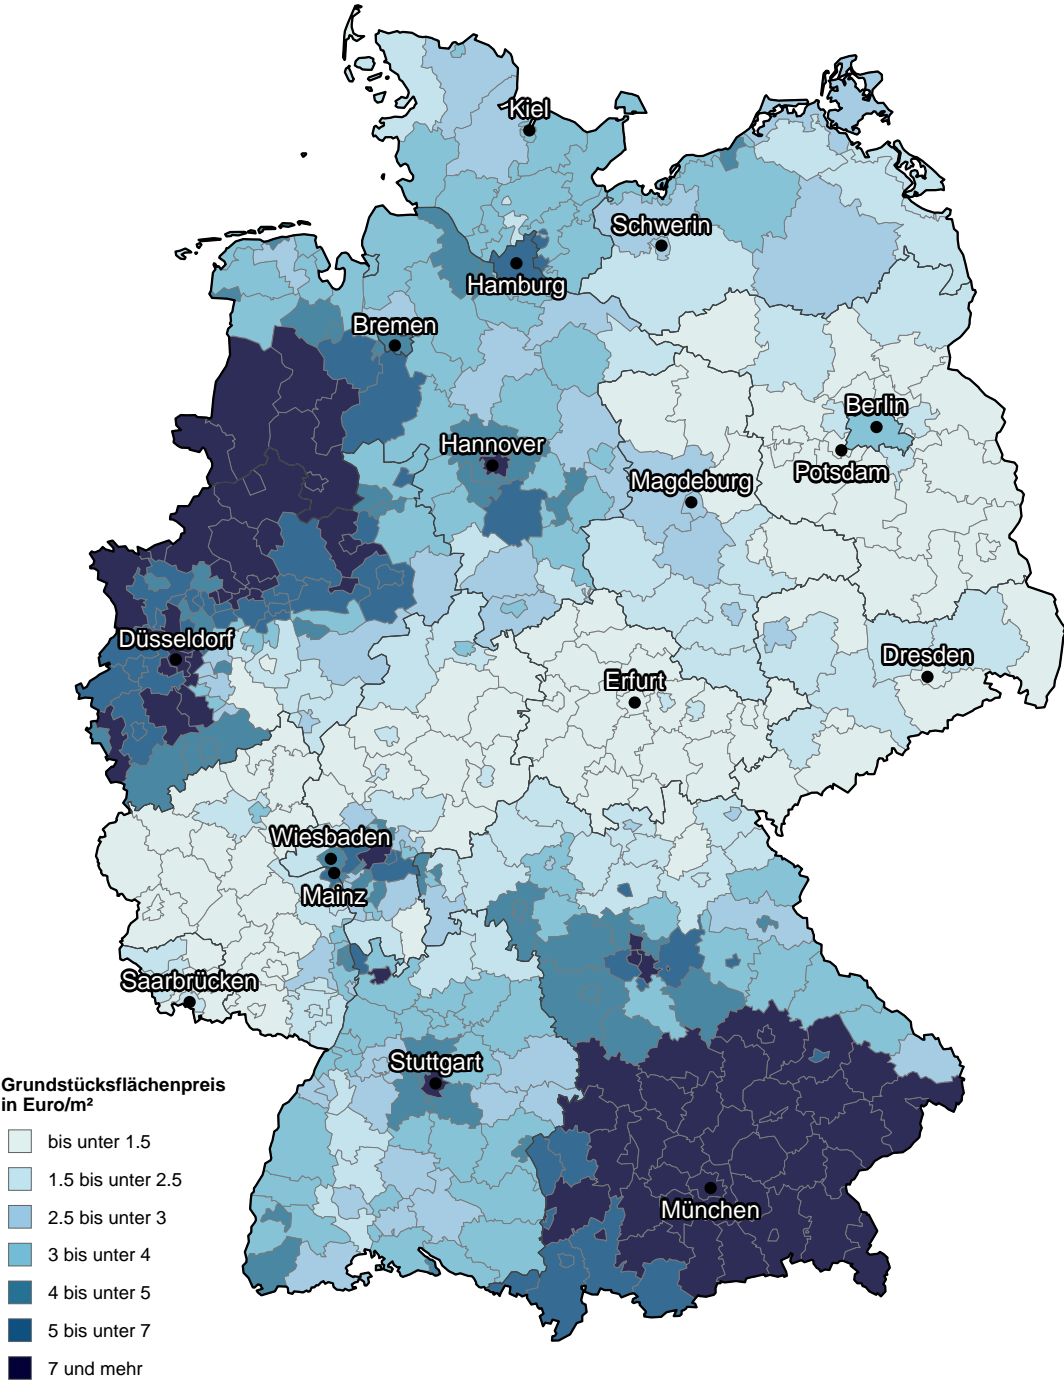 Kiel
Schwerin
Hamburg
Bremen
Berlin
Hannover
Potsdam
Magdeburg
Düsseldorf
Dresden
Erfurt
Wiesbaden
Mainz
Saarbrücken
Stuttgart
München
Grundstücksflächenpreis
in Euro/m²
bis unter 1.5
1.5 bis unter 2.5
2.5 bis unter 3
3 bis unter 4
4 bis unter 5
5 bis unter 7
7 und mehr